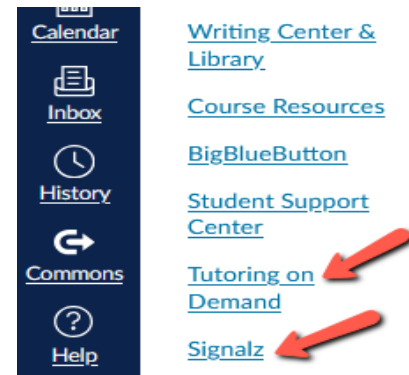 Calendar
Inbox
History
Commons
Help
Writing Center &
Library
Course Resources
BigBlueButton
Student Support
Center
Tutoring on
Demand
Signalz